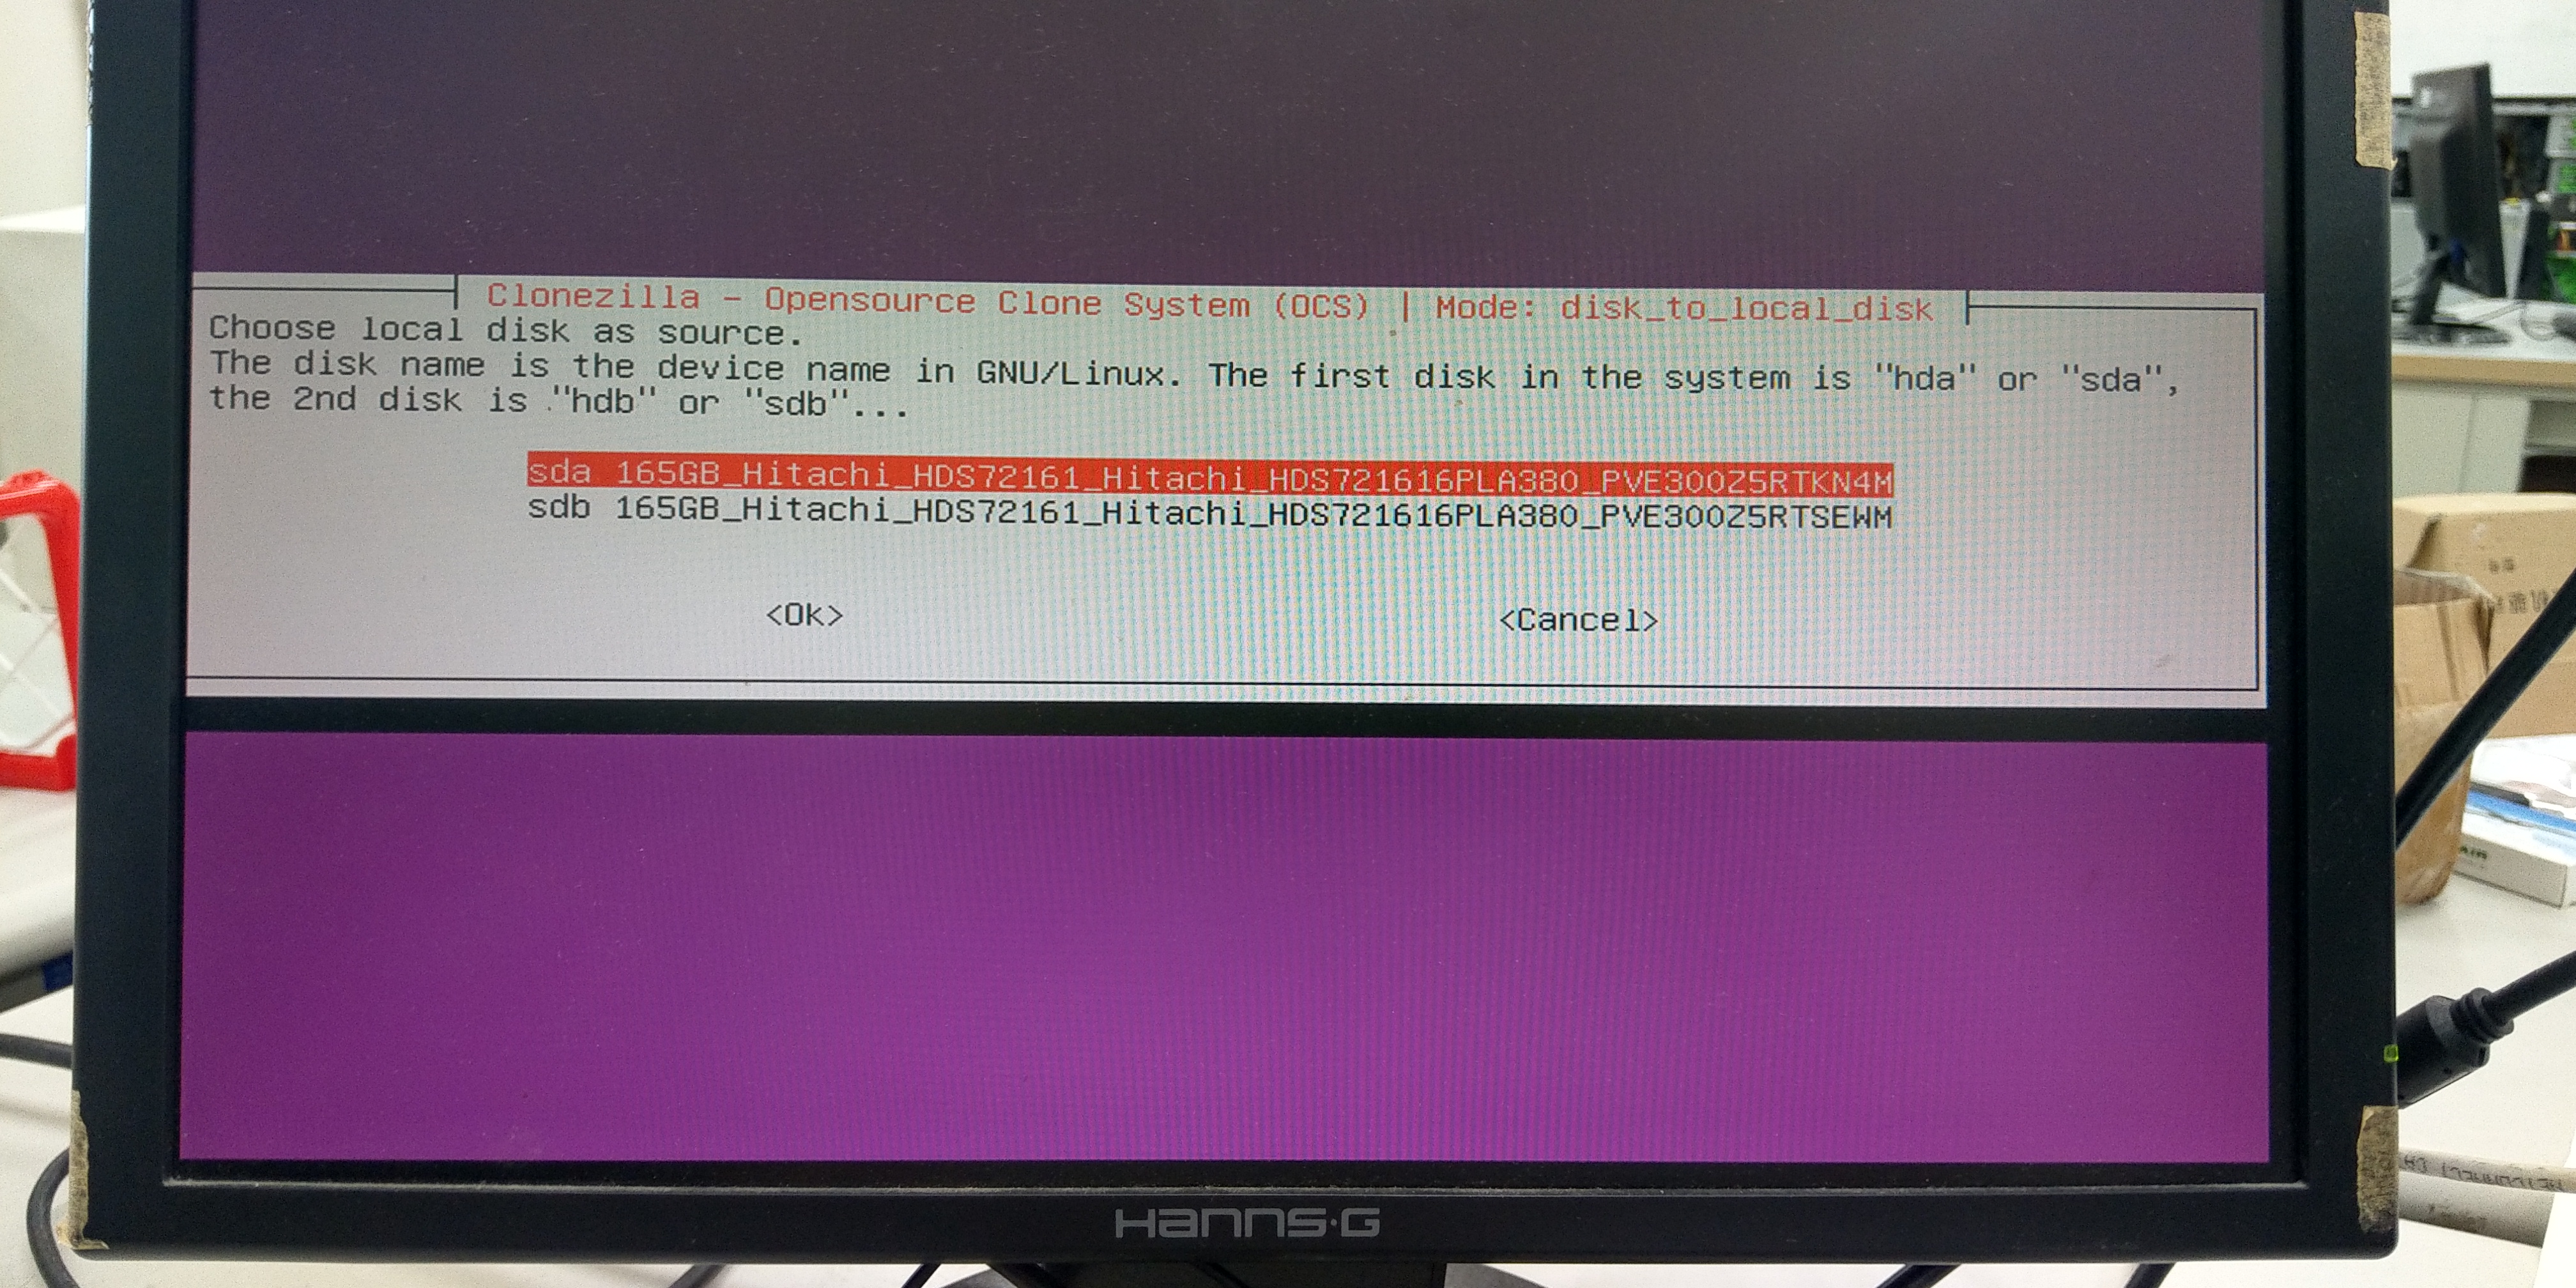 Clonezilla - Opensource Clone System (OCS) | Mode: disk_to_local_disk
Choose local disk as source.
The disk name is the device name in GNU/Linux. The first disk in the system is "hda" or "sda",
the 2nd disk is "hdb" or "sdb"...
sda 165GB_Hitachi_HDS72161_Hitachi_HDS721616PLA380_PVE300Z5RTKN4M
sdb 165GB_Hitachi_HDS72161_Hitachi_HDS721616PLA380_PVE300Z5RTSEWM
<Ok> <Cancel>
HANNS·G